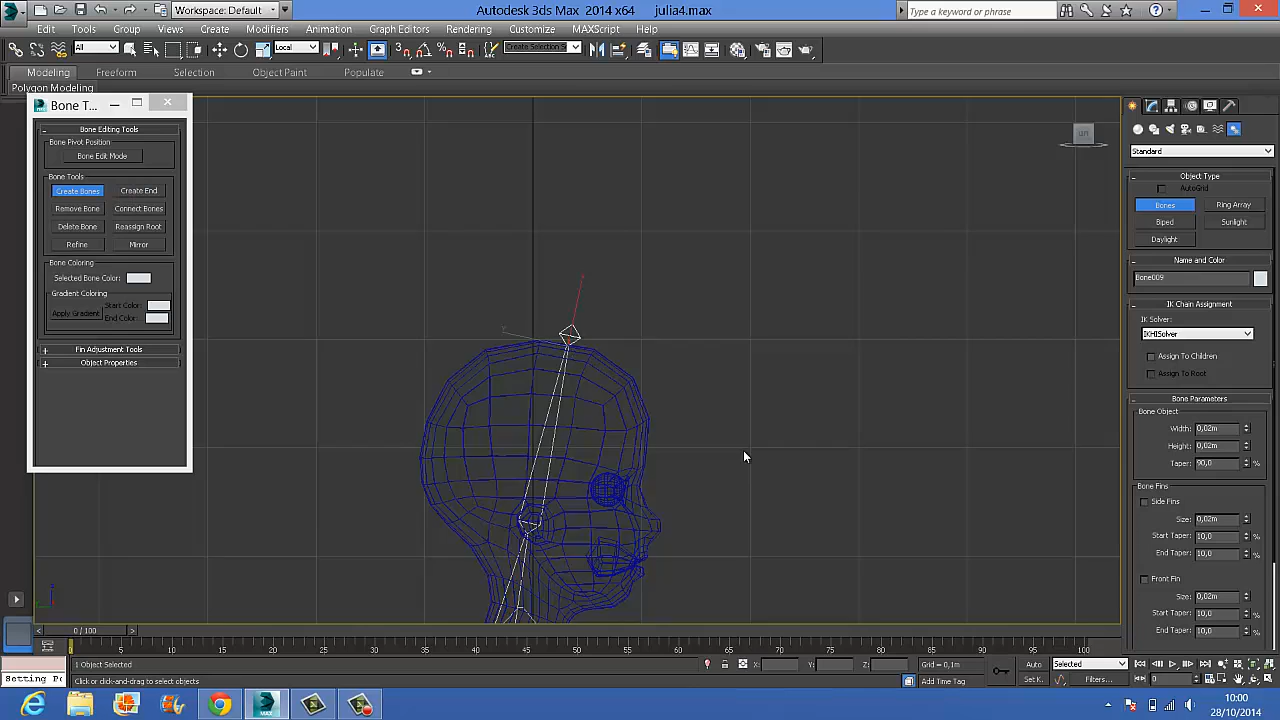 Workspace: Default
Autodesk 3ds Max 2014 x64 julia4.max
Type a keyword or phrase
Edit Tools Group Views Create Modifiers Animation Graph Editors Rendering Customize MAXScript Help
All
Local
Create Selection S
Modeling Freeform Selection Object Paint Populate
Polygon Modeling
Bone T...
Bone Editing Tools
Bone Pivot Position
Bone Edit Mode
Bone Tools
Create Bones Create End
Remove Bone Connect Bones
Delete Bone Reassign Root
Refine Mirror
Bone Coloring
Selected Bone Color:
Gradient Coloring
Apply Gradient Start Color:
End Color:
Fin Adjustment Tools
Object Properties
Standard
Object Type
AutoGrid
Bones Ring Array
Biped Sunlight
Daylight
Name and Color
Bone009
IK Chain Assignment
IK Solver:
IKHISolver
Assign To Children
Assign To Root
Bone Parameters
Bone Object
Width: 0,02m
Height: 0,02m
Taper: 90,0 %
Bone Fins
Side Fins
Size: 0,02m
Start Taper: 10,0 %
End Taper: 10,0 %
Front Fin
Size: 0,02m
Start Taper: 10,0 %
End Taper: 10,0 %
0 / 100
5 10 15 20 25 30 35 40 45 50 55 60 65 70 75 80 85 90 95 100
1 Object Selected X: Y: Z: Grid = 0,1m Auto Selected
Setting Po Click or click-and-drag to select objects Add Time Tag Set K. Filters... 0
10:00
28/10/2014